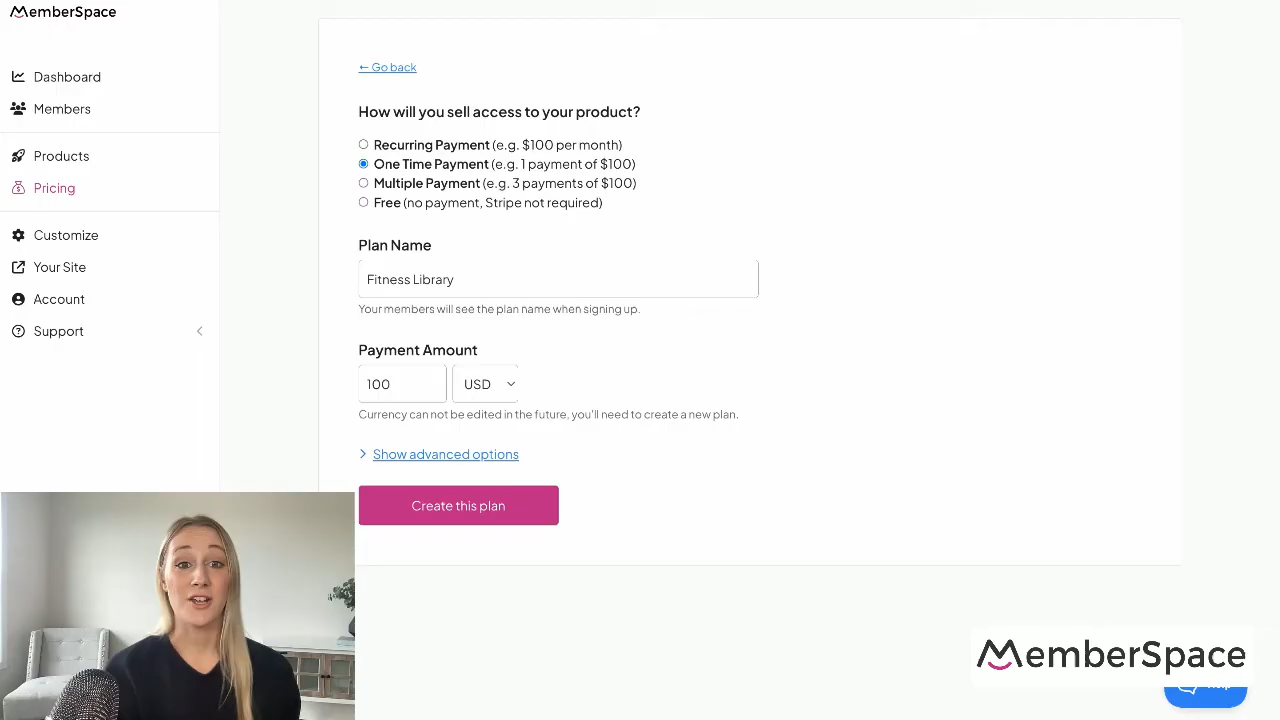 MemberSpace
Dashboard
Members
Products
Pricing
Customize
Your Site
Account
Support
← Go back
How will you sell access to your product?
Recurring Payment (e.g. $100 per month)
One Time Payment (e.g. 1 payment of $100)
Multiple Payment (e.g. 3 payments of $100)
Free (no payment, Stripe not required)
Plan Name
Fitness Library
Your members will see the plan name when signing up.
Payment Amount
100 USD
Currency can not be edited in the future, you'll need to create a new plan.
Show advanced options
Create this plan
MemberSpace